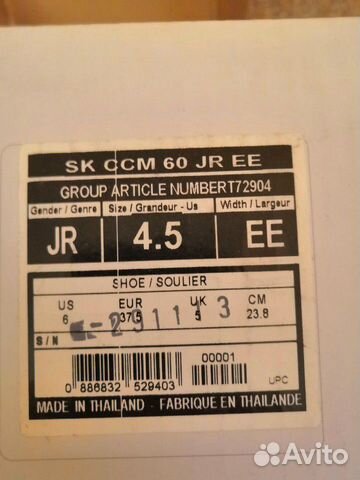 SK CCM 60 JR EE
GROUP ARTICLE NUMBERT72904
Gender / Genre Size / Grandeur - Us Width / Largeur
JR 4.5 EE
SHOE / SOULIER
US EUR UK CM
6 37.5 5 23.8
S / N
291113
00001
0 886832 529403 UPC
MADE IN THAILAND - FABRIQUE EN THAILANDE
Avito